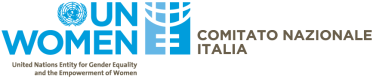 UN
WOMEN
United Nations Entity for Gender Equality
and the Empowerment of Women
COMITATO NAZIONALE
ITALIA